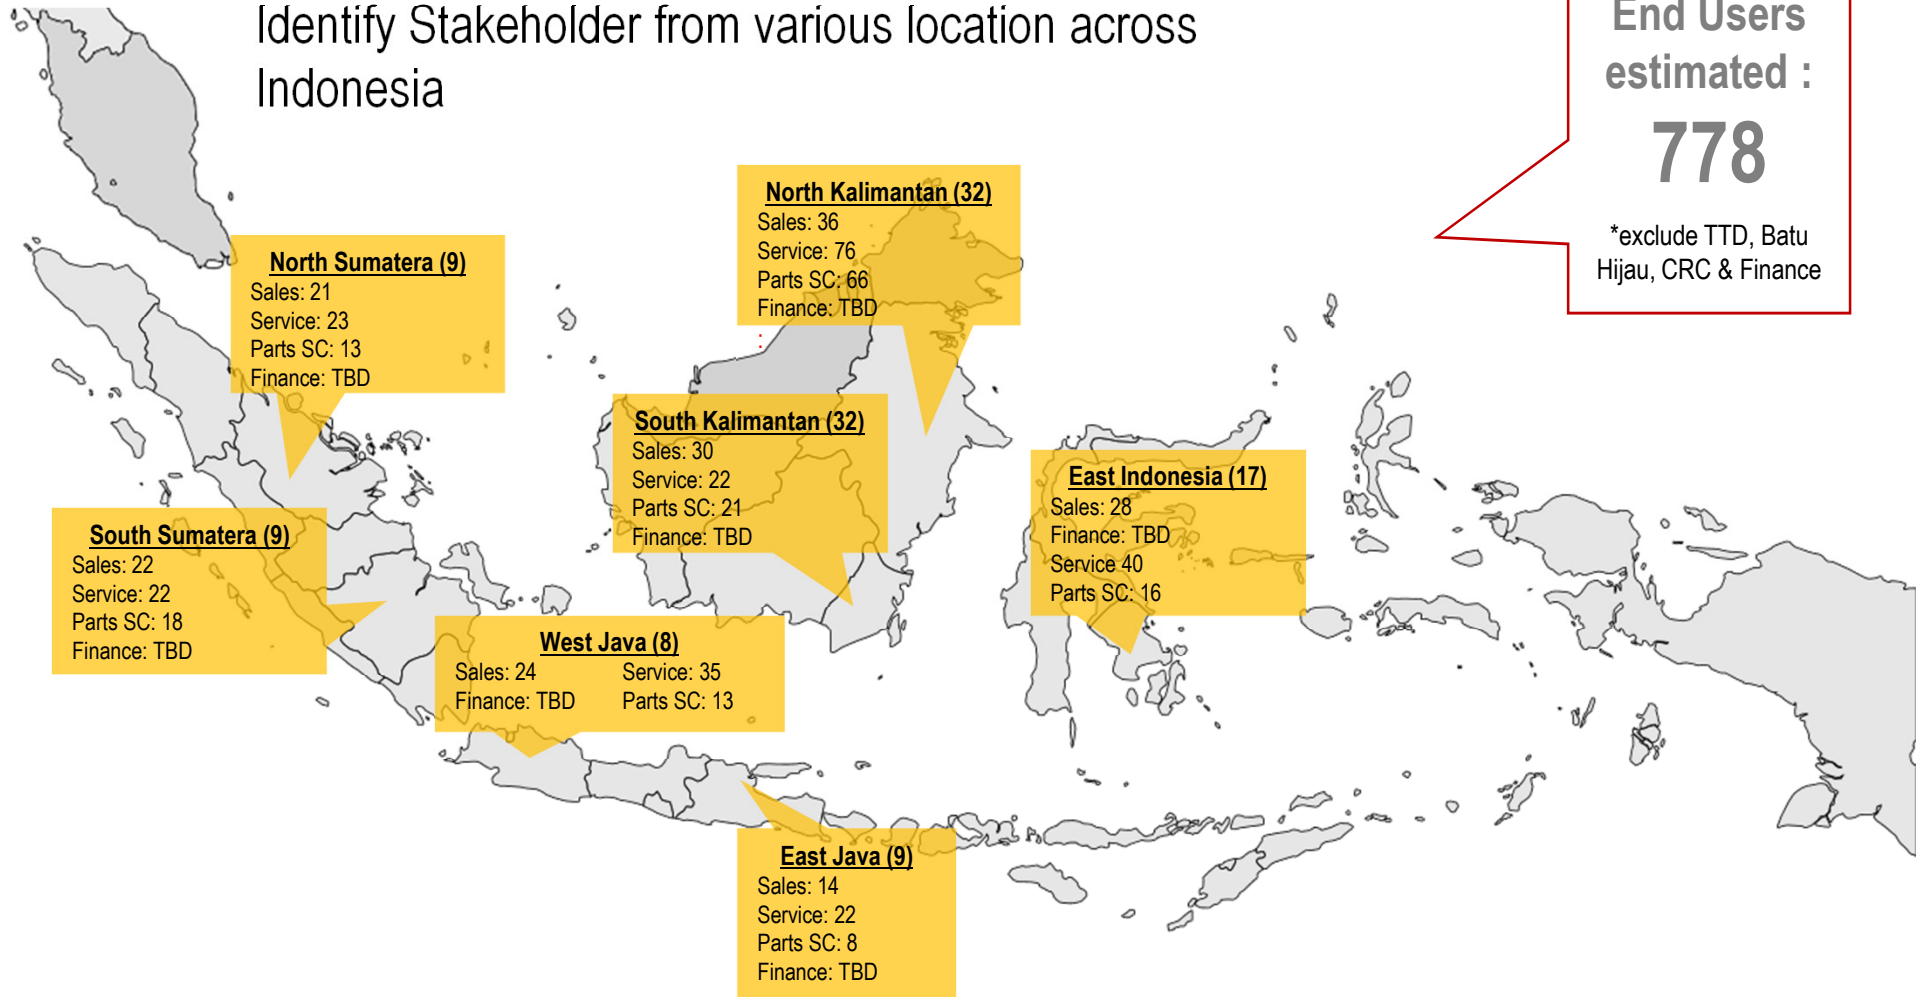 Identify Stakeholder from various location across
Indonesia
End Users
estimated :
778
*exclude TTD, Batu
Hijau, CRC & Finance
North Kalimantan (32)
Sales: 36
Service: 76
Parts SC: 66
Finance: TBD
North Sumatera (9)
Sales: 21
Service: 23
Parts SC: 13
Finance: TBD
South Kalimantan (32)
Sales: 30
Service: 22
Parts SC: 21
Finance: TBD
East Indonesia (17)
Sales: 28
Finance: TBD
Service 40
Parts SC: 16
South Sumatera (9)
Sales: 22
Service: 22
Parts SC: 18
Finance: TBD
West Java (8)
Sales: 24 Service: 35
Finance: TBD Parts SC: 13
East Java (9)
Sales: 14
Service: 22
Parts SC: 8
Finance: TBD